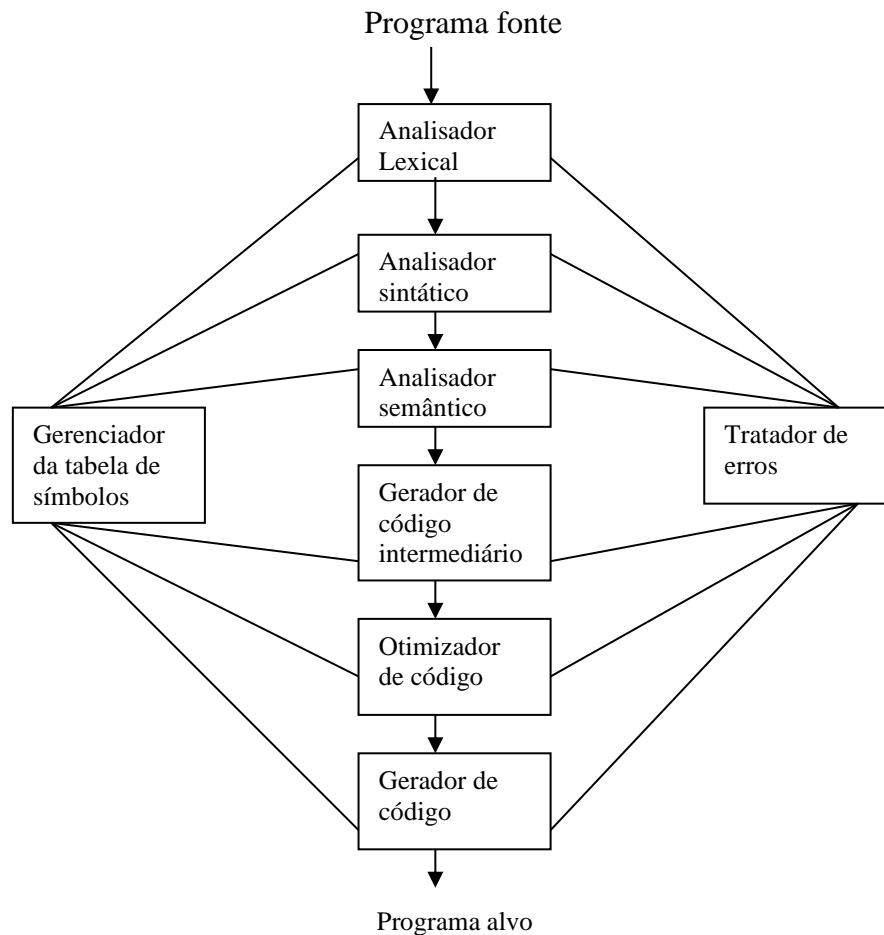 Programa fonte
Analisador
Lexical
Analisador
sintático
Analisador
semântico
Gerenciador
da tabela de
símbolos
Tratador de
erros
Gerador de
código
intermediário
Otimizador
de código
Gerador de
código
Programa alvo